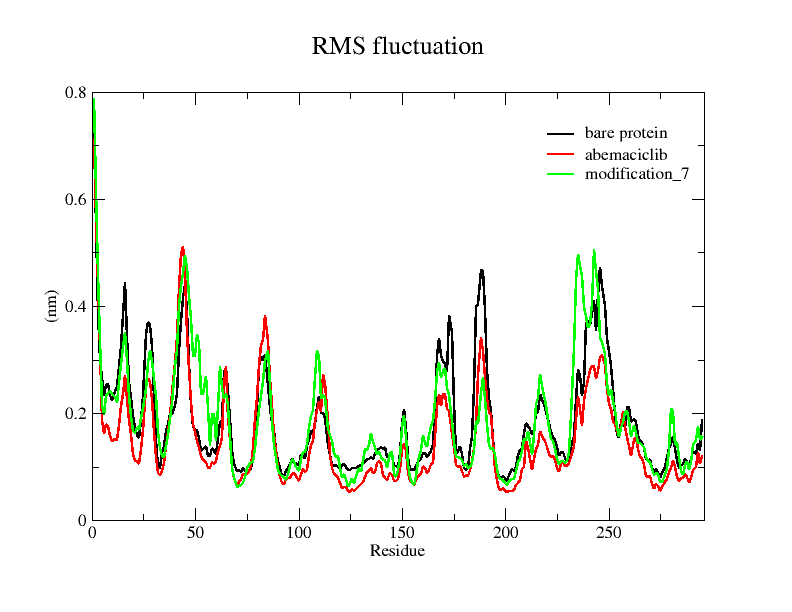 RMS fluctuation
0.8
0.6
0.4
0.2
0
(nm)
bare protein
abemaciclib
modification_7
0 50 100 150 200 250
Residue